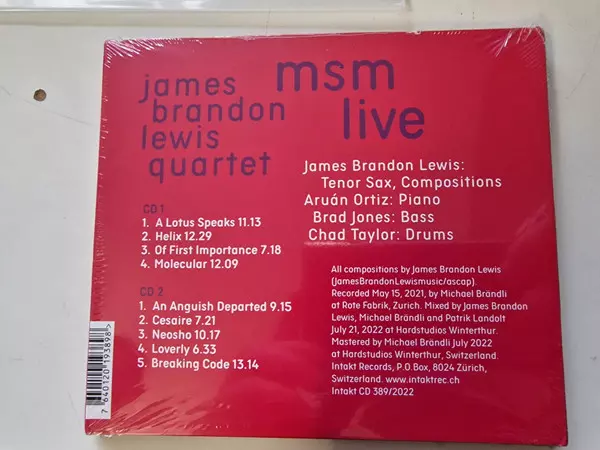 james
brandon
lewis
quartet
msm
live
James Brandon Lewis:
Tenor Sax, Compositions
Aruán Ortiz: Piano
Brad Jones: Bass
Chad Taylor: Drums
CD 1
1. A Lotus Speaks 11.13
2. Helix 12.29
3. Of First Importance 7.18
4. Molecular 12.09
CD 2
1. An Anguish Departed 9.15
2. Cesaire 7.21
3. Neosho 10.17
4. Loverly 6.33
5. Breaking Code 13.14
All compositions by James Brandon Lewis
(JamesBrandonLewismusic/ascap).
Recorded May 15, 2021, by Michael Brändli
at Rote Fabrik, Zurich. Mixed by James Brandon
Lewis, Michael Brändli and Patrik Landolt
July 21, 2022 at Hardstudios Winterthur.
Mastered by Michael Brändli July 2022
at Hardstudios Winterthur, Switzerland.
Intakt Records, P.O.Box, 8024 Zürich,
Switzerland. www.intaktrec.ch
Intakt CD 389/2022
7 640120 193898 >